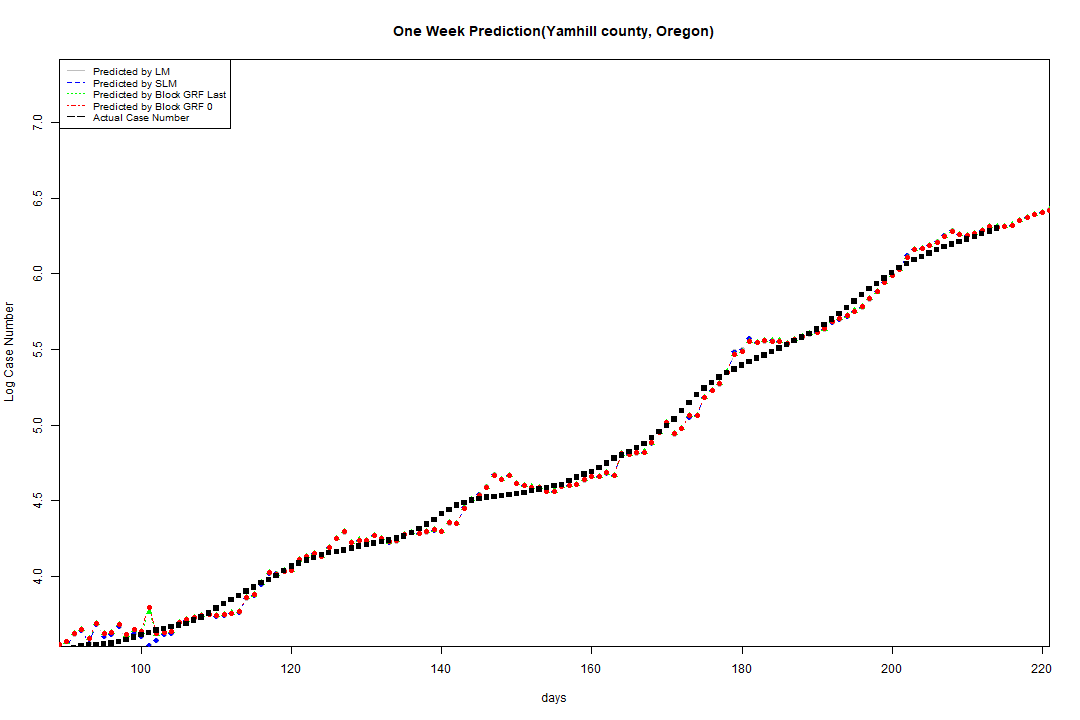 One Week Prediction(Yamhill county, Oregon)
Predicted by LM
Predicted by SLM
Predicted by Block GRF Last
Predicted by Block GRF 0
Actual Case Number
Log Case Number
7.0
6.5
6.0
5.5
5.0
4.5
4.0
100 120 140 160 180 200 220
days